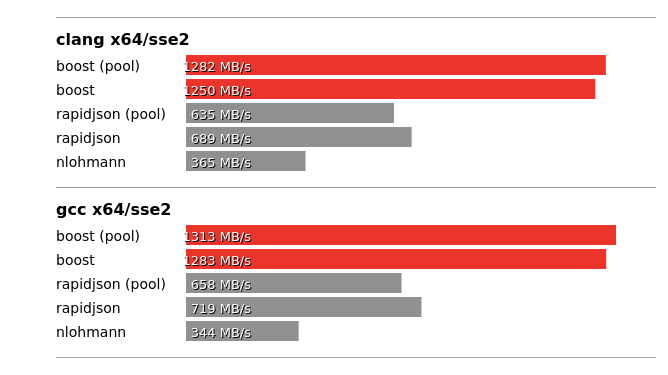 clang x64/sse2
boost (pool) 1282 MB/s
boost 1250 MB/s
rapidjson (pool) 635 MB/s
rapidjson 689 MB/s
nlohmann 365 MB/s
gcc x64/sse2
boost (pool) 1313 MB/s
boost 1283 MB/s
rapidjson (pool) 658 MB/s
rapidjson 719 MB/s
nlohmann 344 MB/s